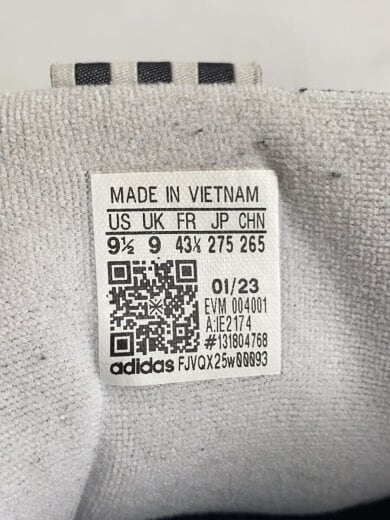 MADE IN VIETNAM
US UK FR JP CHN
9½ 9 43⅓ 275 265
01/23
EVM 004001
A:IE2174
#131804768
adidas FJVQX25w00093